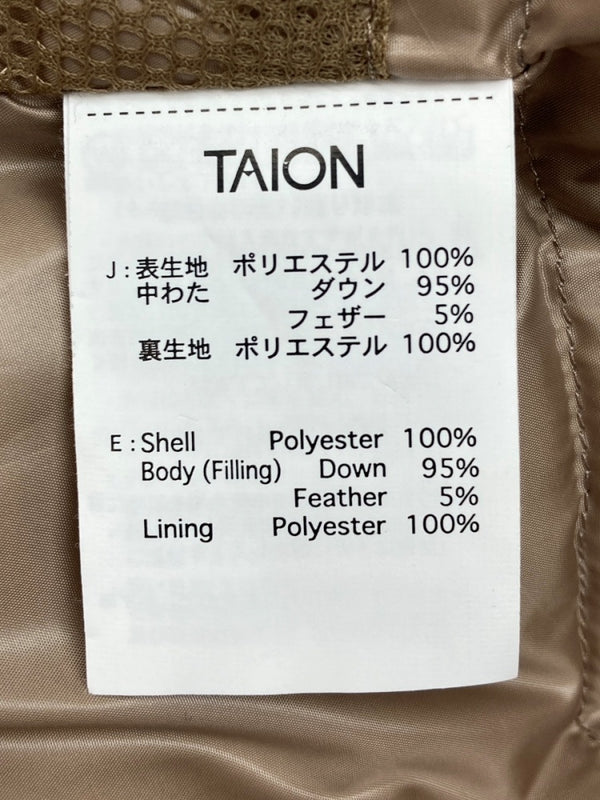 TAION
J : 表生地 ポリエステル 100%
中わた ダウン 95%
フェザー 5%
裏生地 ポリエステル 100%
E : Shell Polyester 100%
Body (Filling) Down 95%
Feather 5%
Lining Polyester 100%